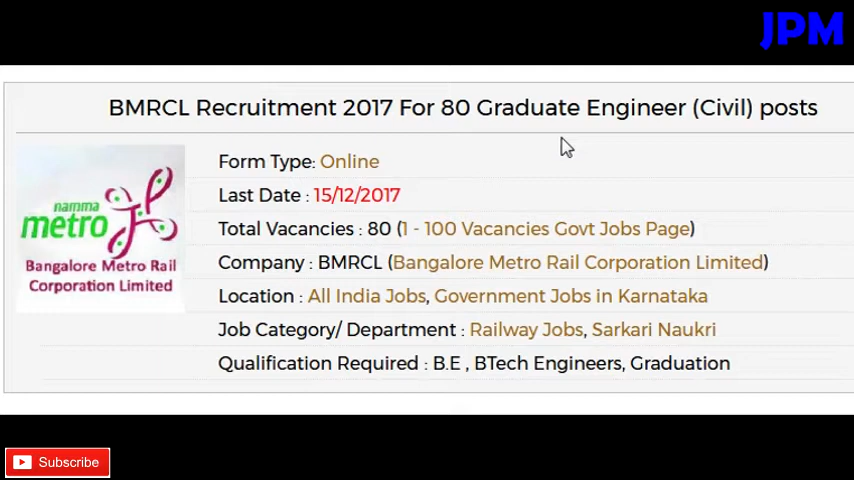 JPM
BMRCL Recruitment 2017 For 80 Graduate Engineer (Civil) posts
namma
metro
Bangalore Metro Rail
Corporation Limited
Form Type: Online
Last Date : 15/12/2017
Total Vacancies : 80 (1 - 100 Vacancies Govt Jobs Page)
Company : BMRCL (Bangalore Metro Rail Corporation Limited)
Location : All India Jobs, Government Jobs in Karnataka
Job Category/ Department : Railway Jobs, Sarkari Naukri
Qualification Required : B.E , BTech Engineers, Graduation
Subscribe